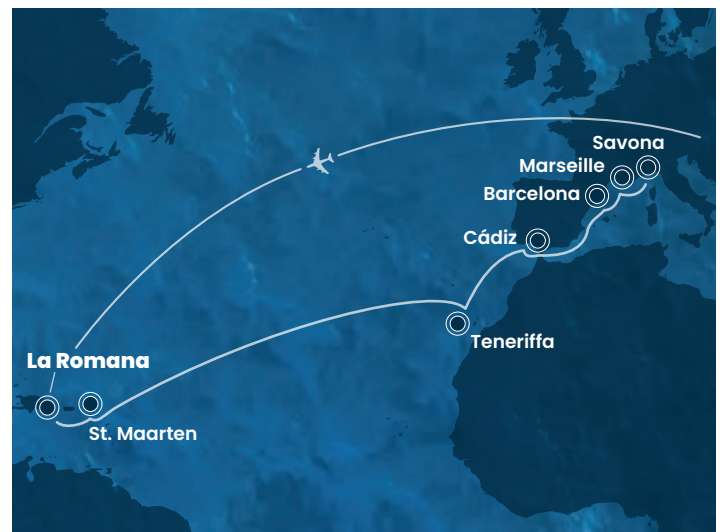 Savona
Marseille
Barcelona
Cádiz
Teneriffa
La Romana
St. Maarten